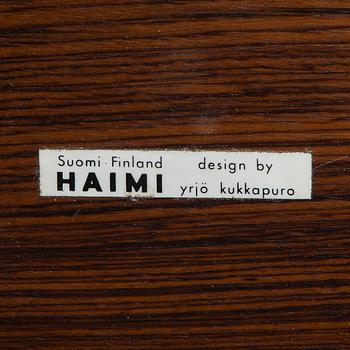 Suomi · Finland design by
HAIMI yrjö kukkapuro